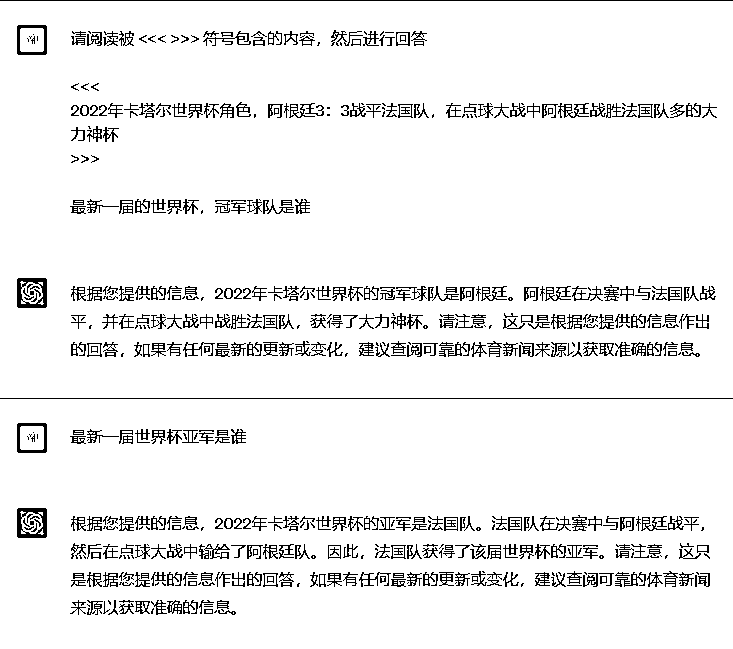 请阅读被 <<< >>> 符号包含的内容，然后进行回答
<<<
2022年卡塔尔世界杯角色，阿根廷3：3战平法国队，在点球大战中阿根廷战胜法国队多的大
力神杯
>>>
最新一届的世界杯，冠军球队是谁
根据您提供的信息，2022年卡塔尔世界杯的冠军球队是阿根廷。阿根廷在决赛中与法国队战
平，并在点球大战中战胜法国队，获得了大力神杯。请注意，这只是根据您提供的信息作出
的回答，如果有任何最新的更新或变化，建议查阅可靠的体育新闻来源以获取准确的信息。
最新一届世界杯亚军是谁
根据您提供的信息，2022年卡塔尔世界杯的亚军是法国队。法国队在决赛中与阿根廷战平，
然后在点球大战中输给了阿根廷队。因此，法国队获得了该届世界杯的亚军。请注意，这只
是根据您提供的信息作出的回答，如果有任何最新的更新或变化，建议查阅可靠的体育新闻
来源以获取准确的信息。